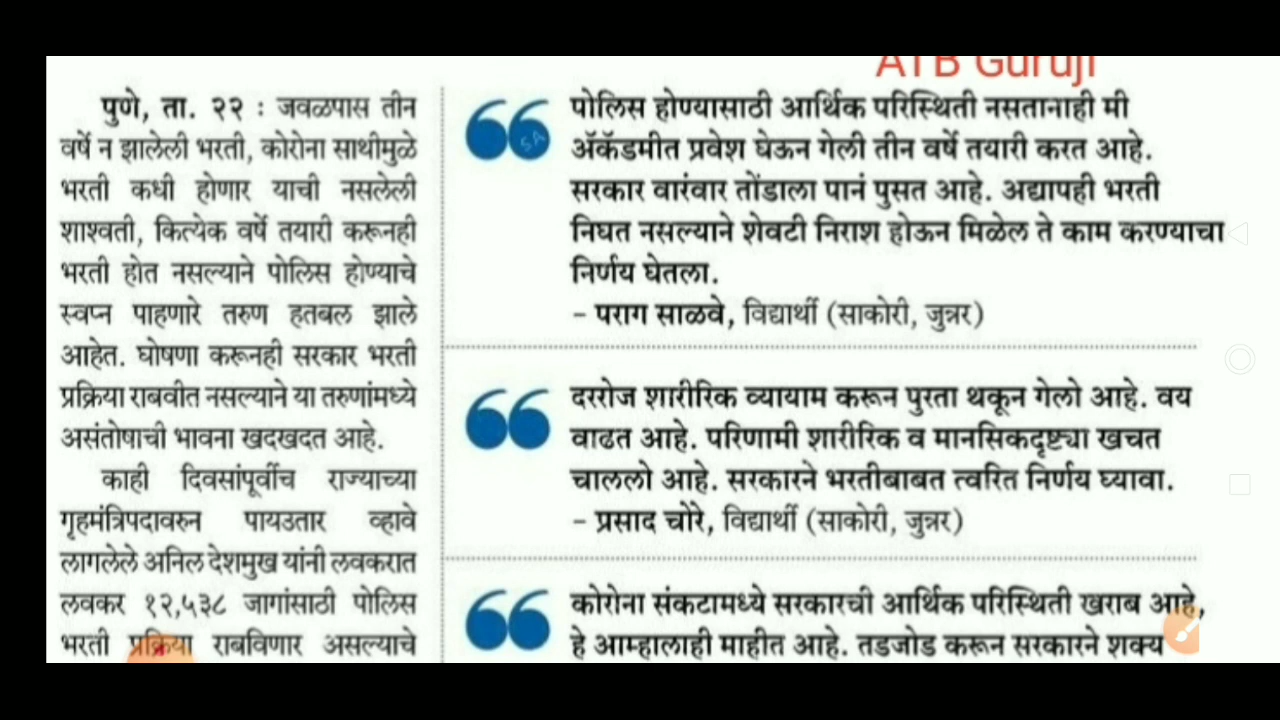 ATB Guruji
पुणे, ता. २२ : जवळपास तीन
वर्षे न झालेली भरती, कोरोना साथीमुळे
भरती कधी होणार याची नसलेली
शाश्वती, कित्येक वर्षे तयारी करूनही
भरती होत नसल्याने पोलिस होण्याचे
स्वप्न पाहणारे तरुण हतबल झाले
आहेत. घोषणा करूनही सरकार भरती
प्रक्रिया राबवीत नसल्याने या तरुणांमध्ये
असंतोषाची भावना खदखदत आहे.
काही दिवसांपूर्वीच राज्याच्या
गृहमंत्रिपदावरुन पायउतार व्हावे
लागलेले अनिल देशमुख यांनी लवकरात
लवकर १२,५३८ जागांसाठी पोलिस
भरती प्रक्रिया राबविणार असल्याचे
पोलिस होण्यासाठी आर्थिक परिस्थिती नसतानाही मी
ॲकॅडमीत प्रवेश घेऊन गेली तीन वर्षे तयारी करत आहे.
सरकार वारंवार तोंडाला पानं पुसत आहे. अद्यापही भरती
निघत नसल्याने शेवटी निराश होऊन मिळेल ते काम करण्याचा
निर्णय घेतला.
– पराग साळवे, विद्यार्थी (साकोरी, जुन्नर)
दररोज शारीरिक व्यायाम करून पुरता थकून गेलो आहे. वय
वाढत आहे. परिणामी शारीरिक व मानसिकदृष्ट्या खचत
चाललो आहे. सरकारने भरतीबाबत त्वरित निर्णय घ्यावा.
– प्रसाद चोरे, विद्यार्थी (साकोरी, जुन्नर)
कोरोना संकटामध्ये सरकारची आर्थिक परिस्थिती खराब आहे,
हे आम्हालाही माहीत आहे. तडजोड करून सरकारने शक्य